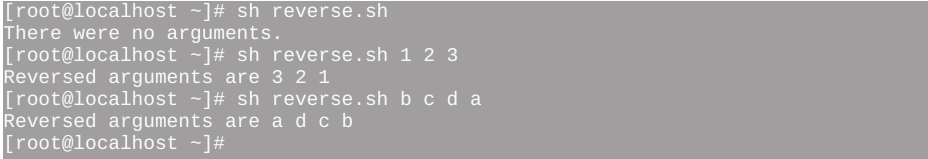 [root@localhost ~]# sh reverse.sh
There were no arguments.
[root@localhost ~]# sh reverse.sh 1 2 3
Reversed arguments are 3 2 1
[root@localhost ~]# sh reverse.sh b c d a
Reversed arguments are a d c b
[root@localhost ~]#